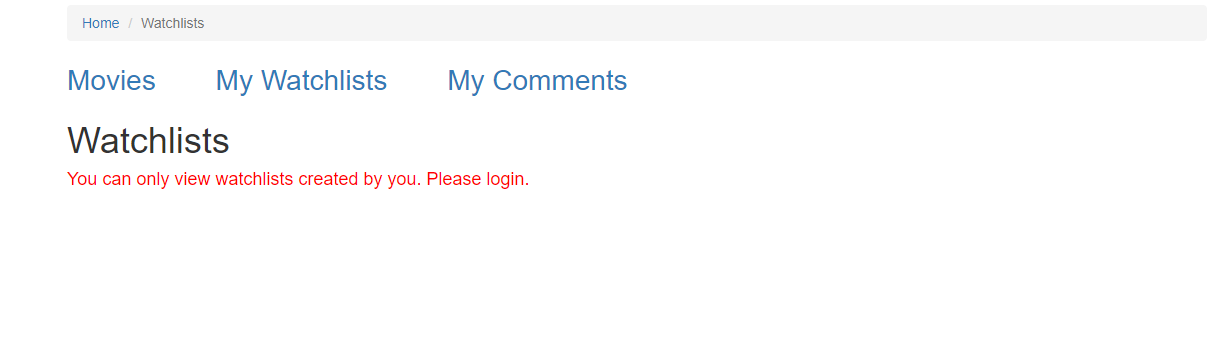 Home / Watchlists
Movies My Watchlists My Comments
Watchlists
You can only view watchlists created by you. Please login.